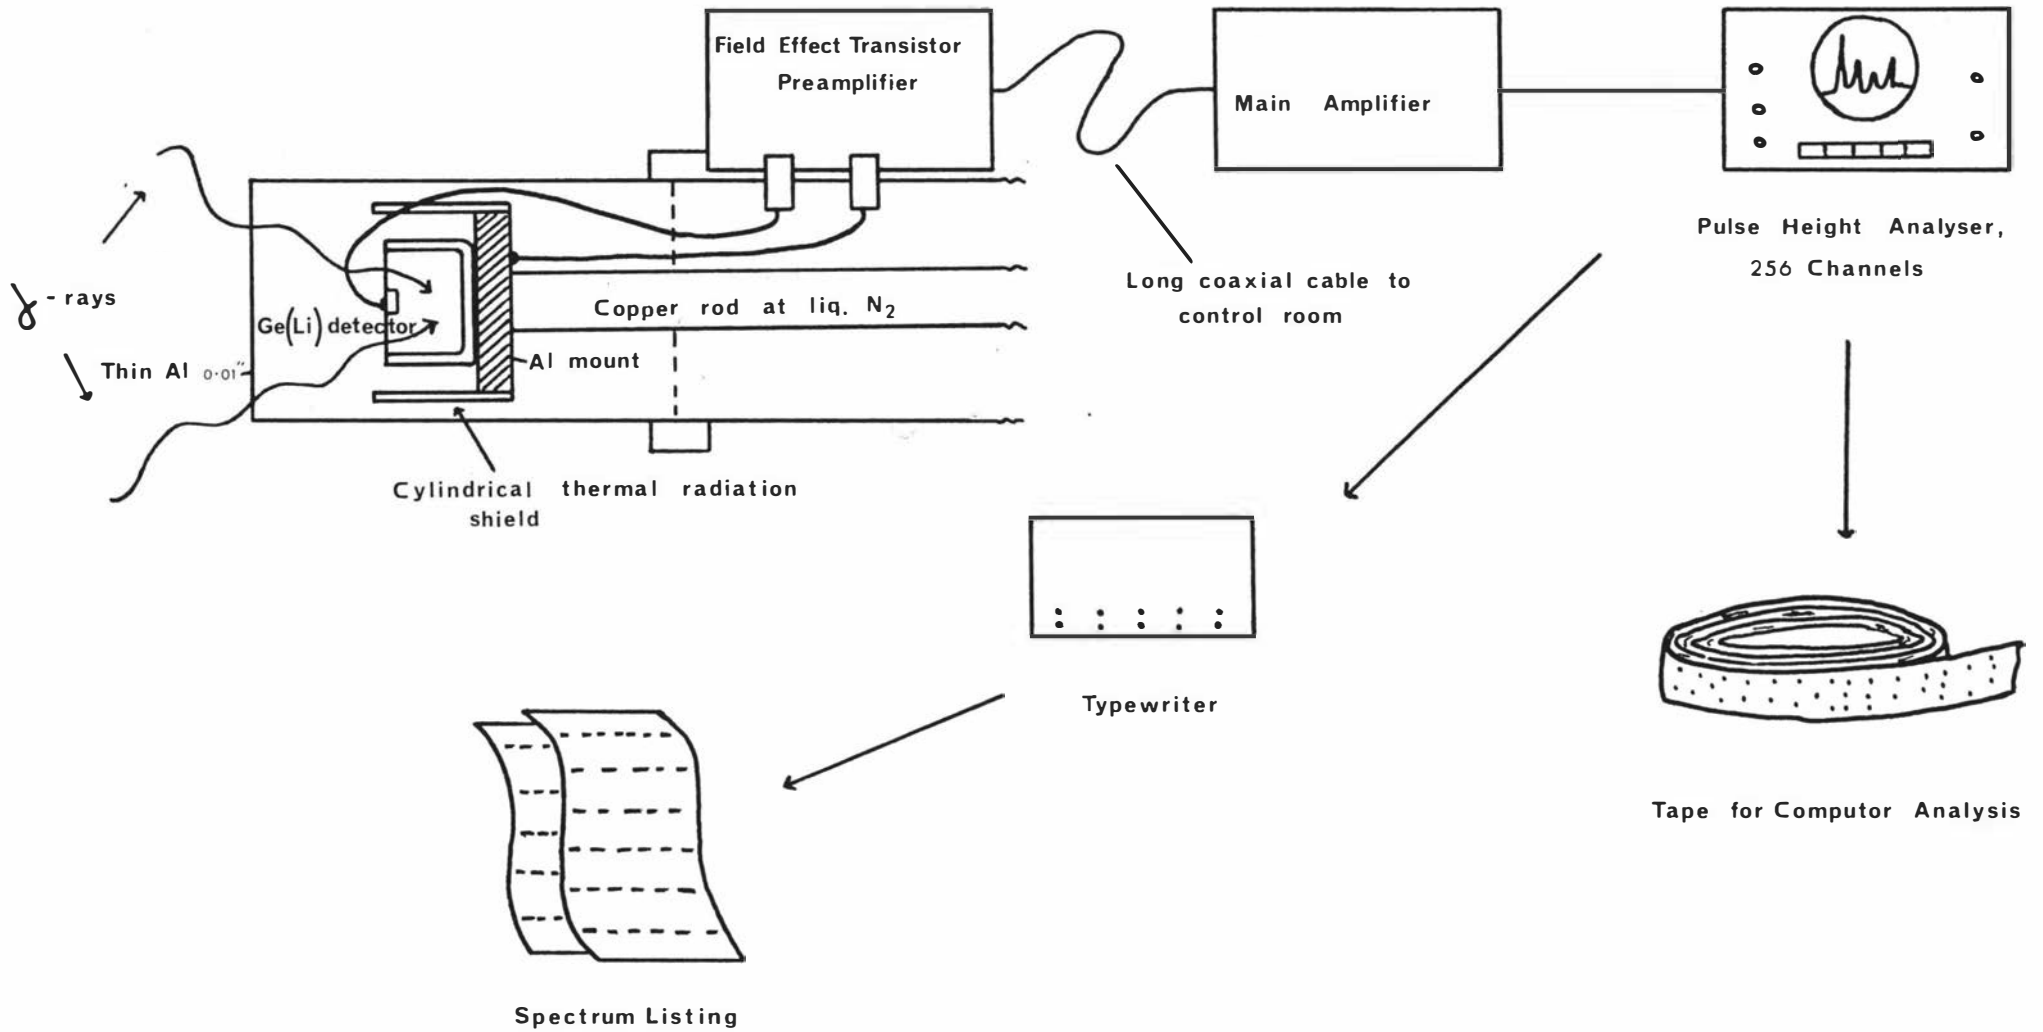 Field Effect Transistor
Preamplifier
Main Amplifier
Pulse Height Analyser,
256 Channels
Long coaxial cable to
control room
γ - rays
Ge(Li) detector
Copper rod at liq. N2
Thin Al 0·01"
Al mount
Cylindrical thermal radiation
shield
Typewriter
Tape for Computor Analysis
Spectrum Listing